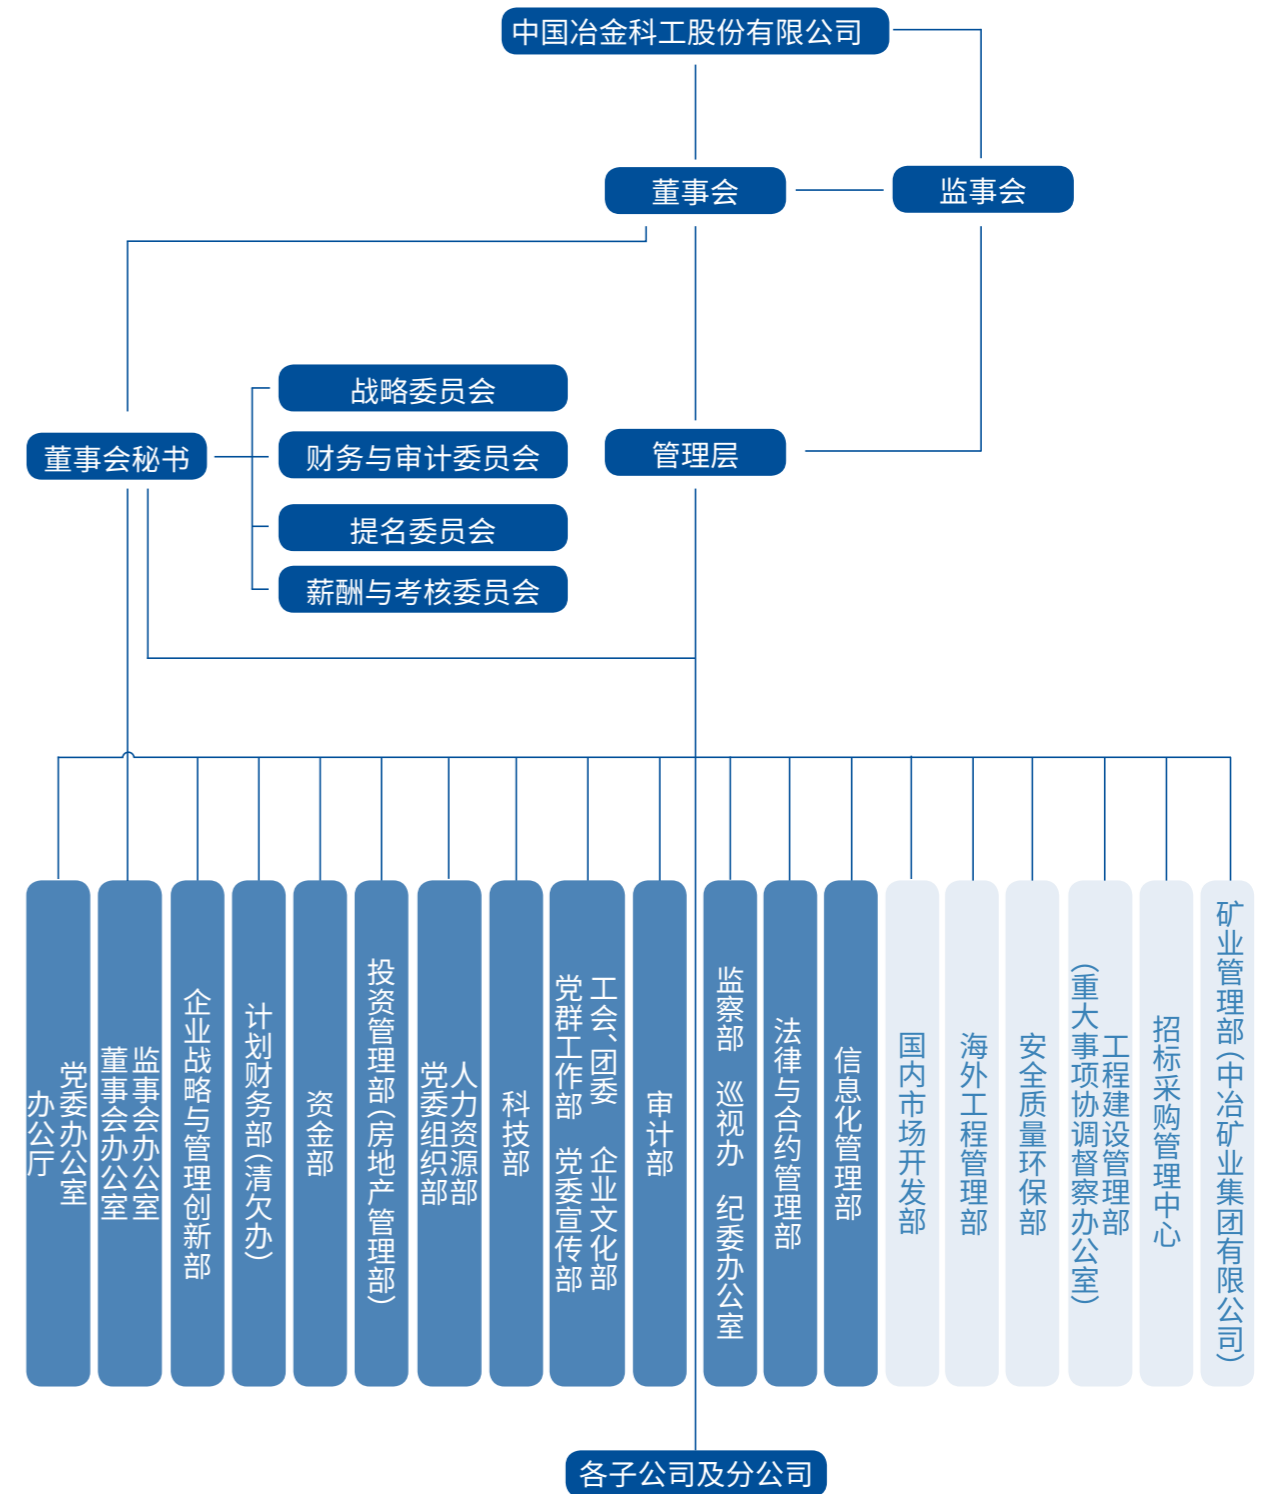 中国冶金科工股份有限公司
董事会
监事会
战略委员会
财务与审计委员会
董事会秘书
管理层
提名委员会
薪酬与考核委员会
党委办公室
办公厅
监事会办公室
董事会办公室
企业战略与管理创新部
计划财务部(清欠办)
资金部
投资管理部(房地产管理部)
人力资源部
党委组织部
科技部
工会、团委 企业文化部
党群工作部 党委宣传部
审计部
监察部 巡视办 纪委办公室
法律与合约管理部
信息化管理部
国内市场开发部
海外工程管理部
安全质量环保部
工程建设管理部
(重大事项协调督察办公室)
招标采购管理中心
矿业管理部(中冶矿业集团有限公司)
各子公司及分公司